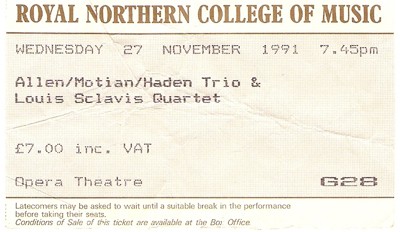 ROYAL NORTHERN COLLEGE OF MUSIC
WEDNESDAY 27 NOVEMBER 1991 7.45pm
Allen/Motian/Haden Trio &
Louis Sclavis Quartet
£7.00 inc. VAT
Opera Theatre G28
Latecomers may be asked to wait until a suitable break in the performance
before taking their seats.
Conditions of Sale of this ticket are available at the Box Office